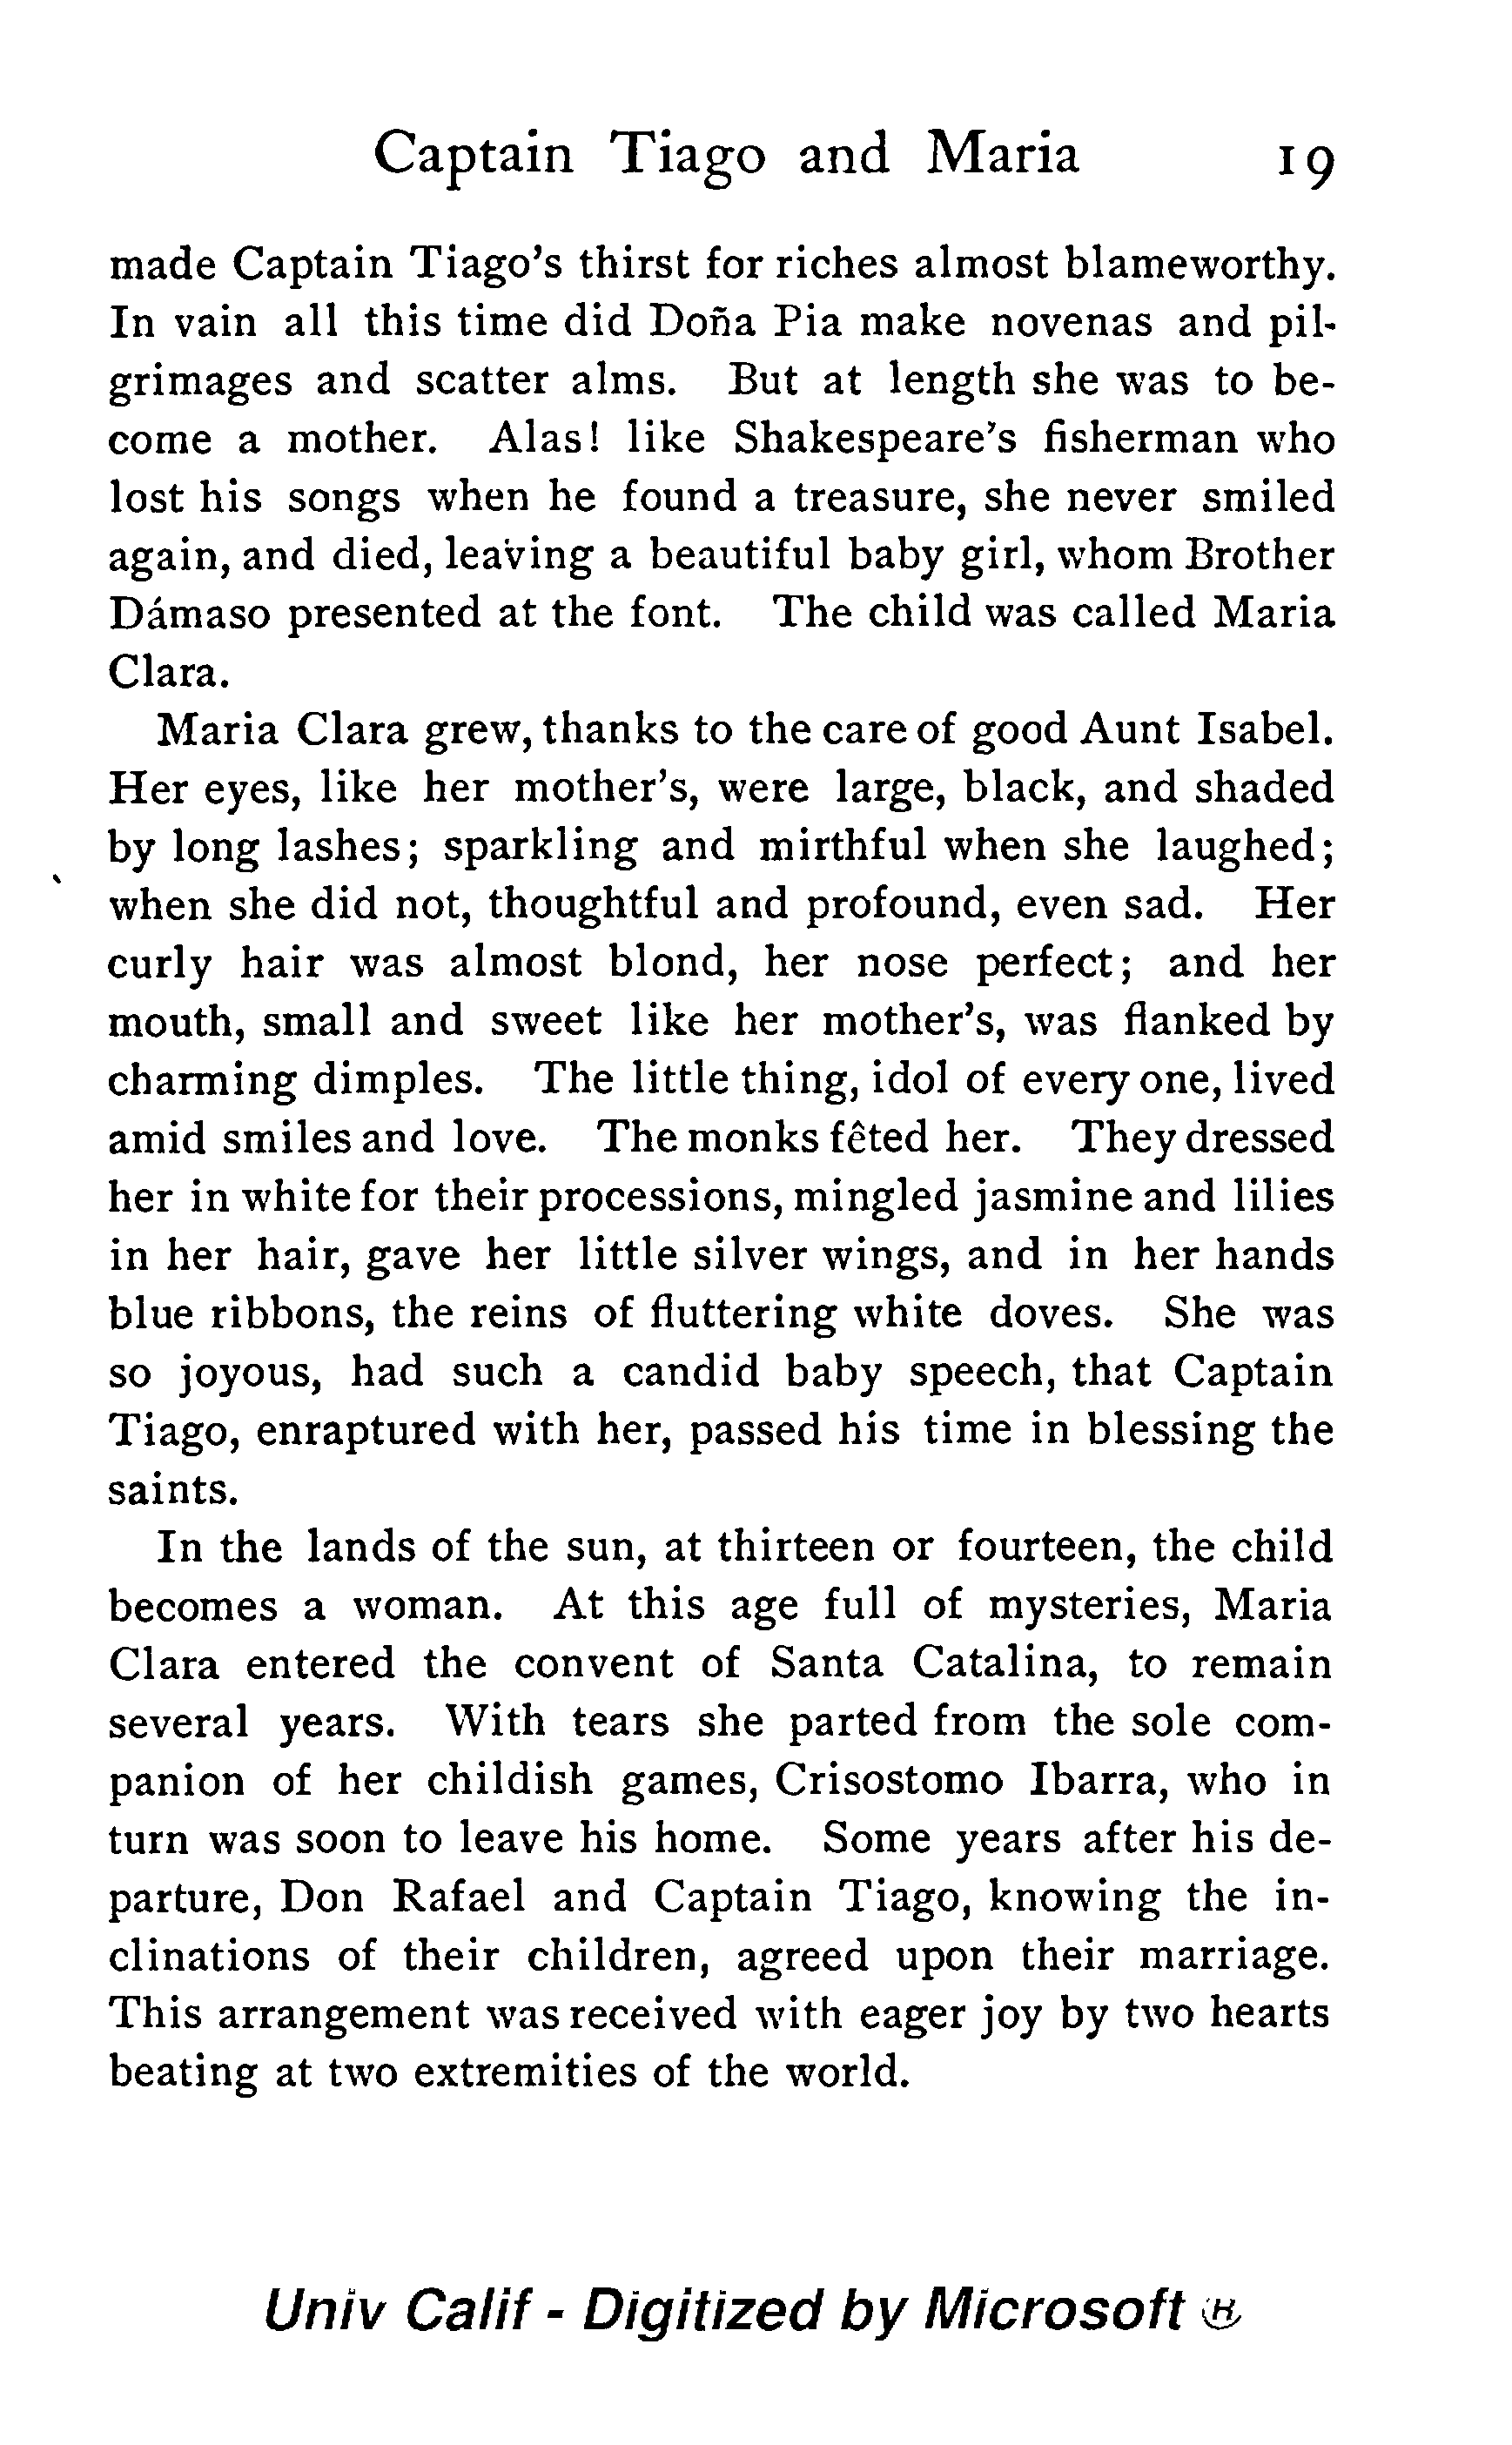 Captain Tiago and Maria 19
made Captain Tiago's thirst for riches almost blameworthy.
In vain all this time did Doña Pia make novenas and pil-
grimages and scatter alms. But at length she was to be-
come a mother. Alas! like Shakespeare's fisherman who
lost his songs when he found a treasure, she never smiled
again, and died, leaving a beautiful baby girl, whom Brother
Dámaso presented at the font. The child was called Maria
Clara.
Maria Clara grew, thanks to the care of good Aunt Isabel.
Her eyes, like her mother's, were large, black, and shaded
by long lashes; sparkling and mirthful when she laughed;
when she did not, thoughtful and profound, even sad. Her
curly hair was almost blond, her nose perfect; and her
mouth, small and sweet like her mother's, was flanked by
charming dimples. The little thing, idol of every one, lived
amid smiles and love. The monks fêted her. They dressed
her in white for their processions, mingled jasmine and lilies
in her hair, gave her little silver wings, and in her hands
blue ribbons, the reins of fluttering white doves. She was
so joyous, had such a candid baby speech, that Captain
Tiago, enraptured with her, passed his time in blessing the
saints.
In the lands of the sun, at thirteen or fourteen, the child
becomes a woman. At this age full of mysteries, Maria
Clara entered the convent of Santa Catalina, to remain
several years. With tears she parted from the sole com-
panion of her childish games, Crisostomo Ibarra, who in
turn was soon to leave his home. Some years after his de-
parture, Don Rafael and Captain Tiago, knowing the in-
clinations of their children, agreed upon their marriage.
This arrangement was received with eager joy by two hearts
beating at two extremities of the world.
Univ Calif - Digitized by Microsoft ®